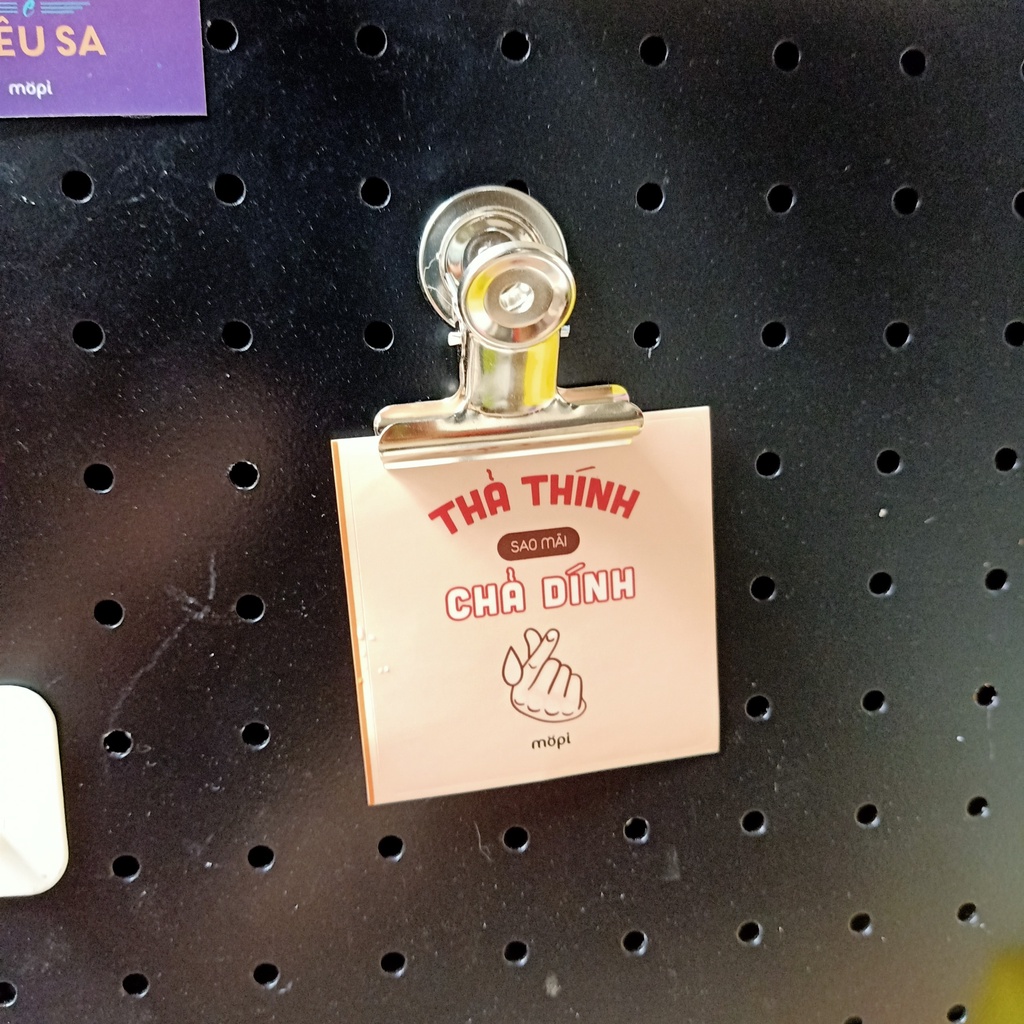 ÊU SA
möpi
THẢ THÍNH
SAO MÃI
CHẢ DÍNH
möpi